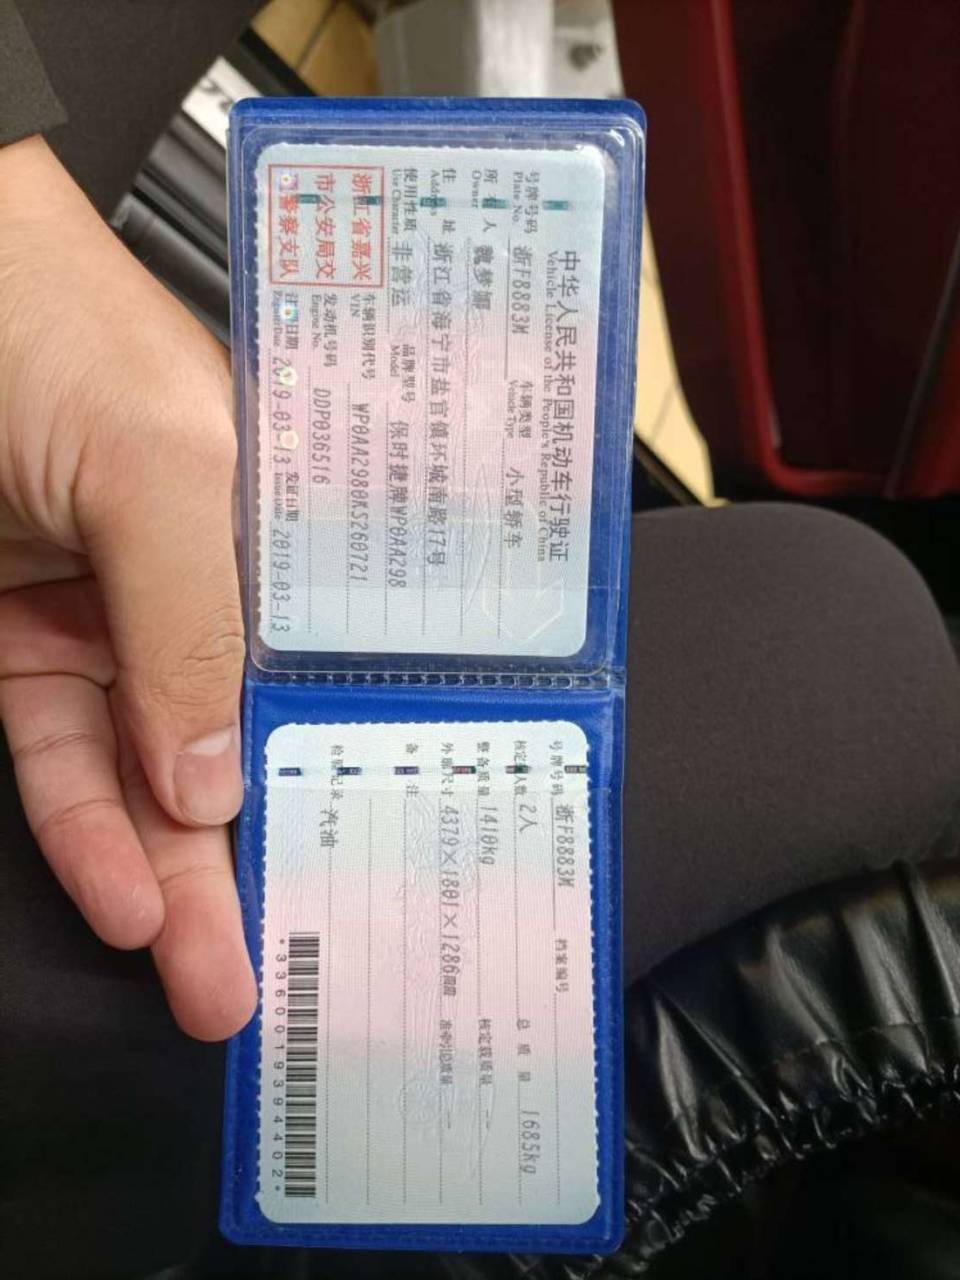 中华人民共和国机动车行驶证
Vehicle License of the People's Republic of China
号牌号码 浙F8883M 车辆类型 小型轿车
Plate No. Vehicle Type
所有人 魏梦娜
Owner
住址 浙江省海宁市盐官镇环城南路17号
Address
使用性质 非营运 品牌型号 保时捷牌WP0AA298
Use Character Model
浙江省嘉兴
市公安局交
警察支队
车辆识别代号 WP0AA2980KS260721
VIN
发动机号码 DDP036516
Engine No.
注册日期 2019-03-13 发证日期 2019-03-13
Register Date Issue Date
号牌号码 浙F8883M 档案编号
核定载人数 2人 总质量 1685kg
整备质量 1410kg 核定载质量 --
外廓尺寸 4379×1801×1286mm 准牵引总质量 --
备注
检验记录 汽油
*3360019394402*